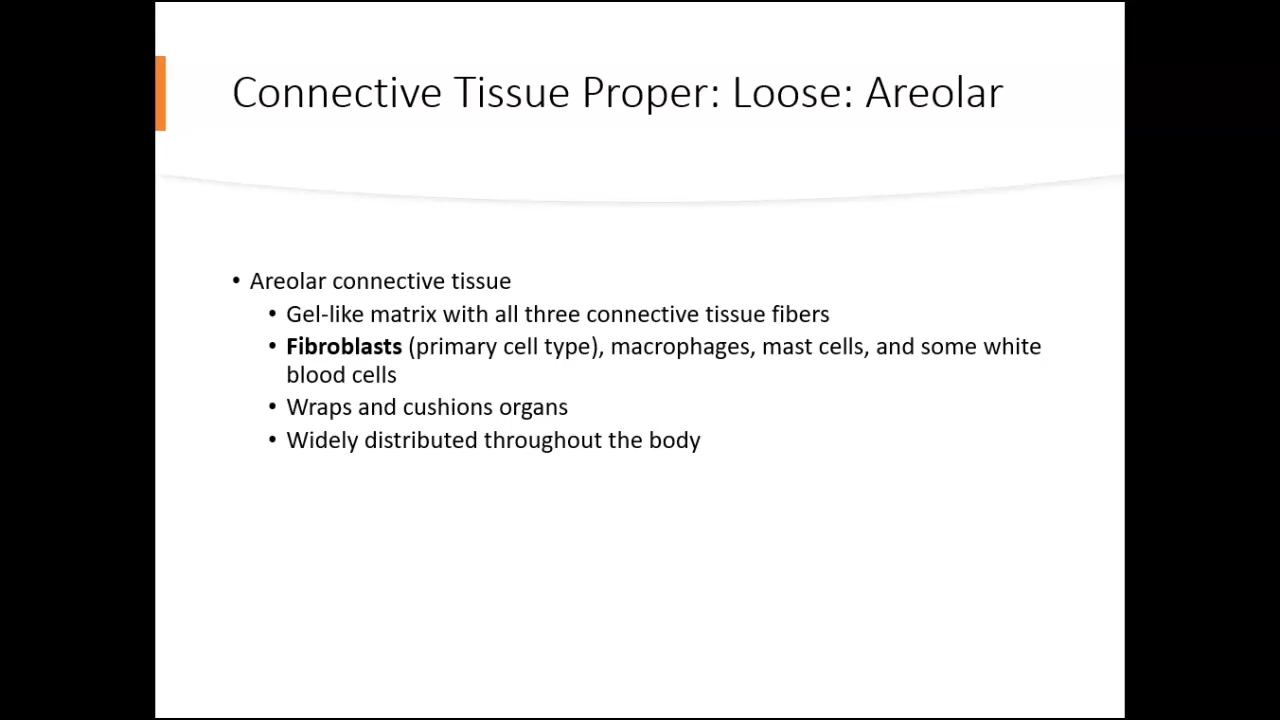 Connective Tissue Proper: Loose: Areolar
• Areolar connective tissue
• Gel-like matrix with all three connective tissue fibers
• Fibroblasts (primary cell type), macrophages, mast cells, and some white
blood cells
• Wraps and cushions organs
• Widely distributed throughout the body